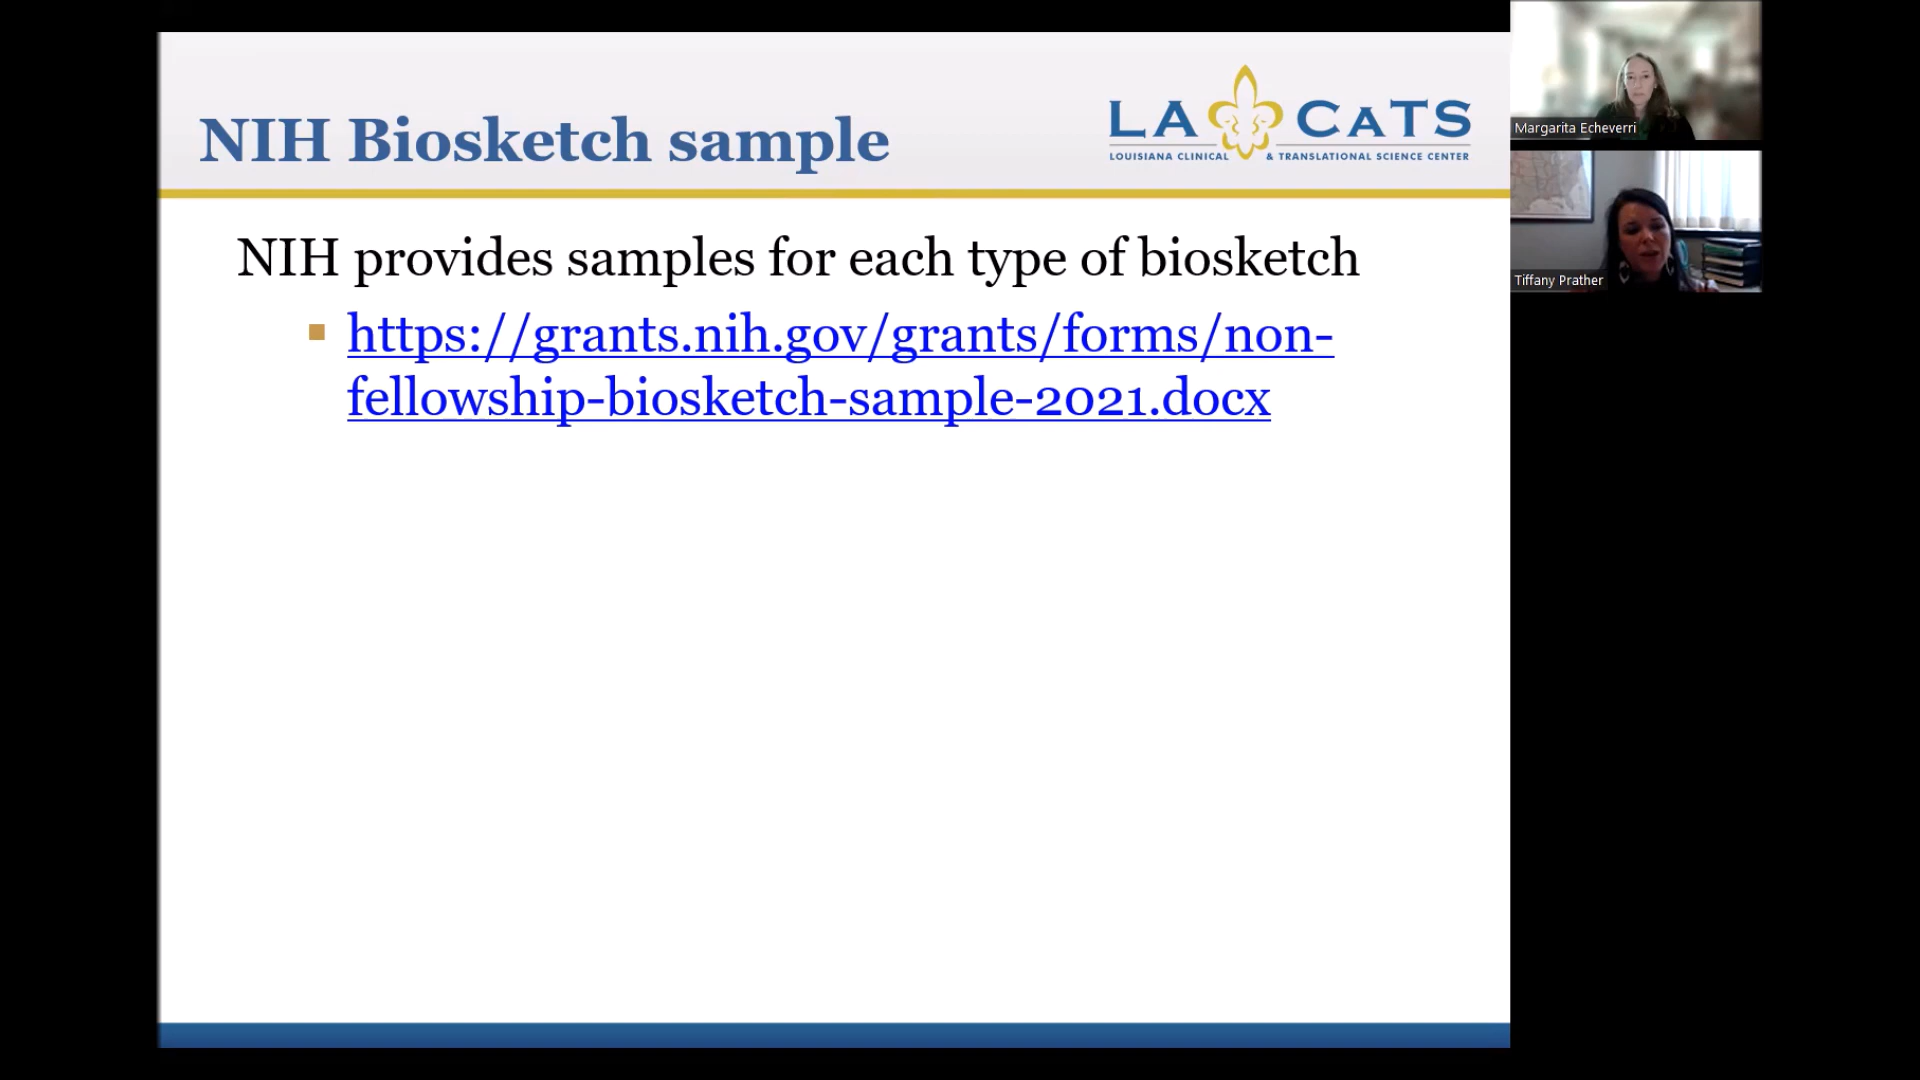 NIH Biosketch sample
LA CATS
LOUISIANA CLINICAL & TRANSLATIONAL SCIENCE CENTER
NIH provides samples for each type of biosketch
https://grants.nih.gov/grants/forms/non-
fellowship-biosketch-sample-2021.docx
Margarita Echeverri
Tiffany Prather